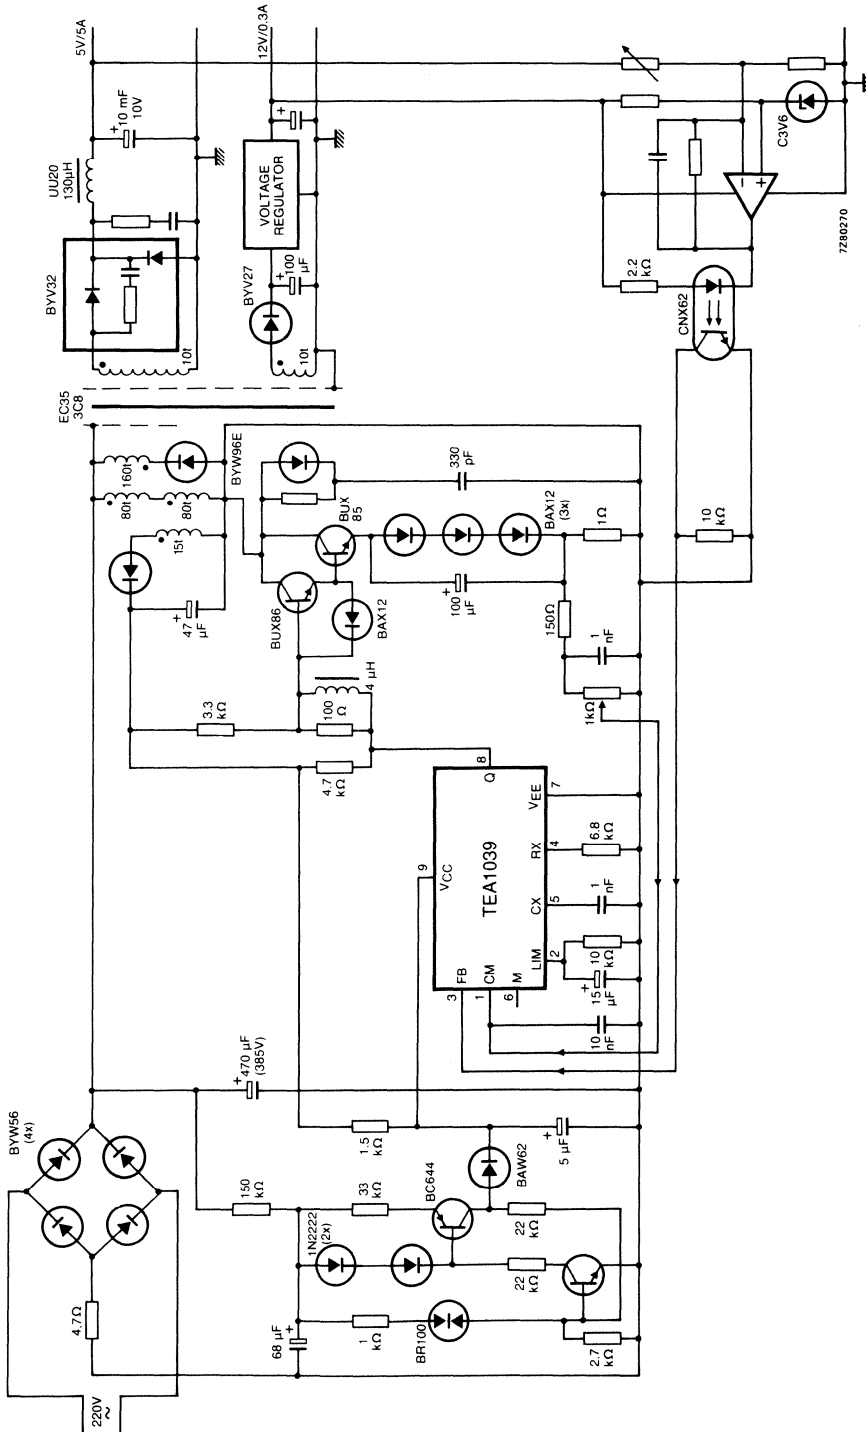 5V/5A
10 mF
10V
UU20
130µH
BYV32
10t
12V/0.3A
VOLTAGE
REGULATOR
100
µF
BYV27
10t
C3V6
7Z80270
2.2
kΩ
CNX62
EC35
3C8
160t
BYW96E
80t
80t
15t
47
µF
BUX
85
BUX86
BAX12
330
pF
BAX12
(3x)
1Ω
100
µF
150Ω
1
nF
1kΩ
10
kΩ
3.3
kΩ
100
Ω
4 µH
4.7
kΩ
8
Q
9
VCC
TEA1039
VEE
7
RX
4
6.8
kΩ
CX
5
1
nF
LIM
2
10
kΩ
15
µF
3
FB
1
CM
6
M
10
nF
470 µF
(385V)
BYW56
(4x)
4.7Ω
220V
~
150
kΩ
1.5
kΩ
5 µF
BAW62
33
kΩ
BC644
1N2222
(2x)
22
kΩ
22
kΩ
68 µF
1
kΩ
BR100
2.7
kΩ